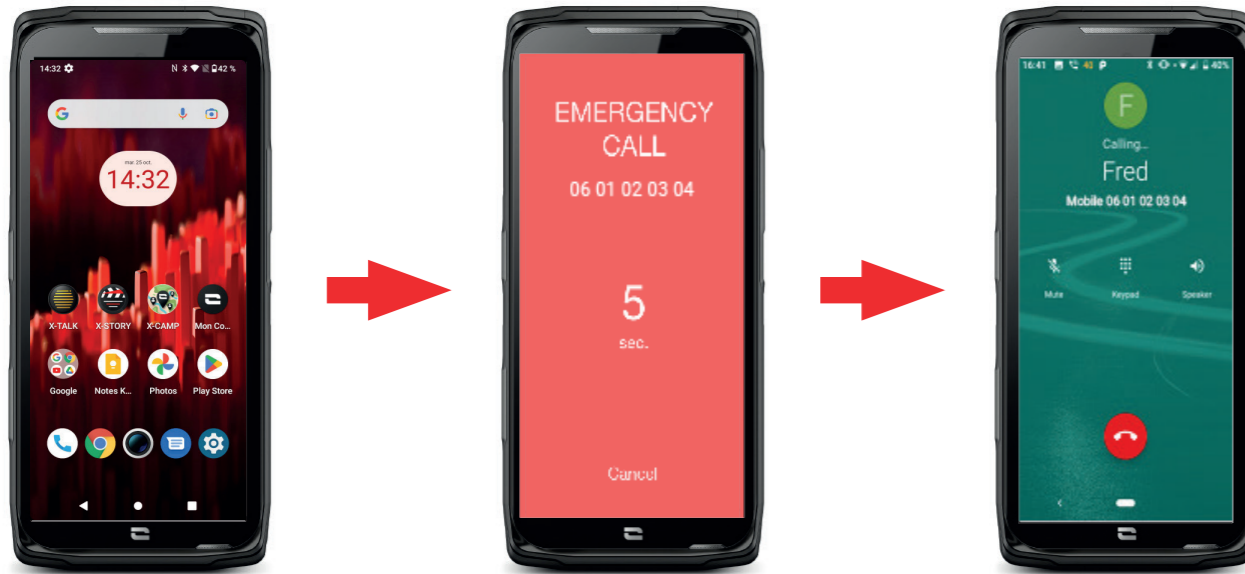 14:32
N
42 %
G
mar. 25 oct.
14:32
X-TALK
X-STORY
X-CAMP
Mon Co...
Google
Notes K...
Photos
Play Store
EMERGENCY
CALL
06 01 02 03 04
5
sec.
Cancel
16:41
40
P
40%
F
Calling...
Fred
Mobile 06 01 02 03 04
Mute
Keypad
Speaker